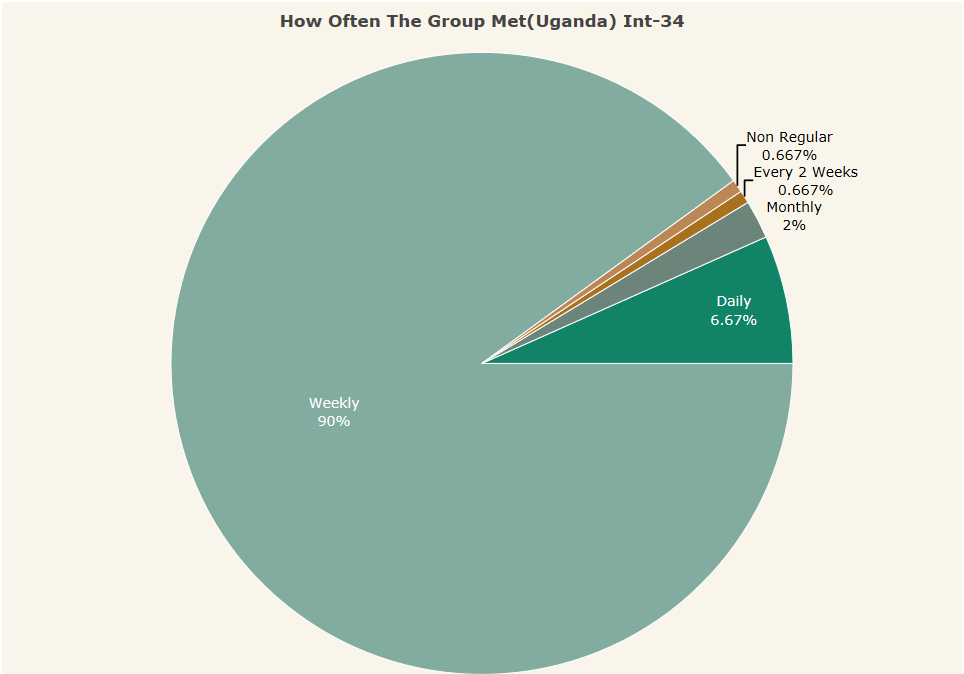 How Often The Group Met(Uganda) Int-34
Non Regular
0.667%
Every 2 Weeks
0.667%
Monthly
2%
Daily
6.67%
Weekly
90%